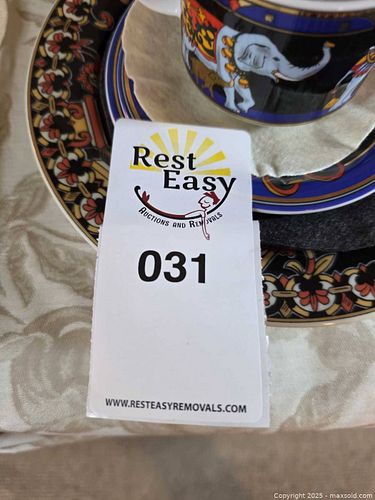 Rest
Easy
AUCTIONS AND REMOVALS
031
WWW.RESTEASYREMOVALS.COM
Copyright 2025 - maxsold.com